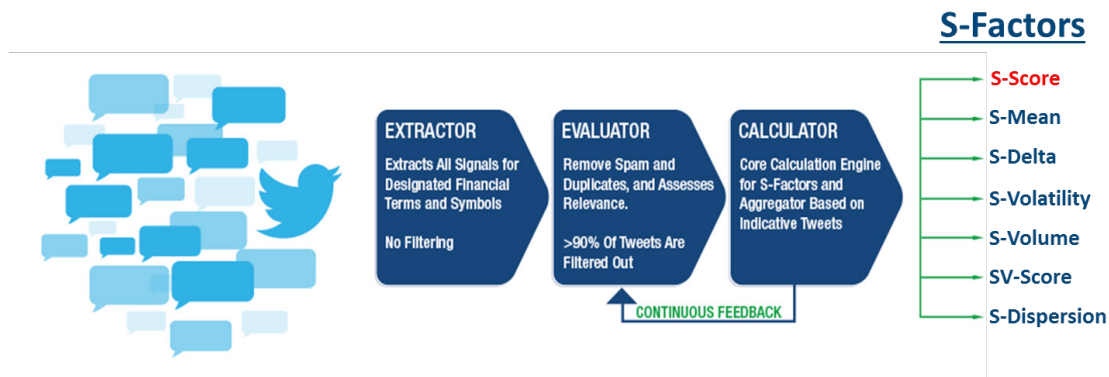 S-Factors
EXTRACTOR
Extracts All Signals for
Designated Financial
Terms and Symbols
No Filtering
EVALUATOR
Remove Spam and
Duplicates, and Assesses
Relevance.
>90% Of Tweets Are
Filtered Out
CALCULATOR
Core Calculation Engine
for S-Factors and
Aggregator Based on
Indicative Tweets
CONTINUOUS FEEDBACK
S-Score
S-Mean
S-Delta
S-Volatility
S-Volume
SV-Score
S-Dispersion